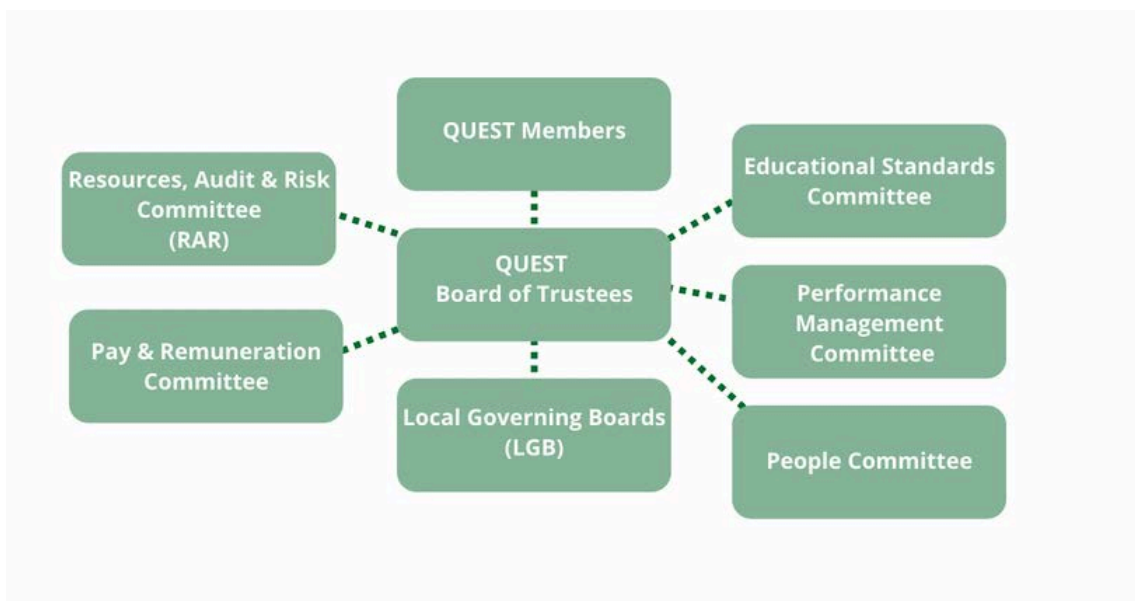 QUEST Members
Resources, Audit & Risk
Committee
(RAR)
Educational Standards
Committee
QUEST
Board of Trustees
Performance
Management
Committee
Pay & Remuneration
Committee
Local Governing Boards
(LGB)
People Committee